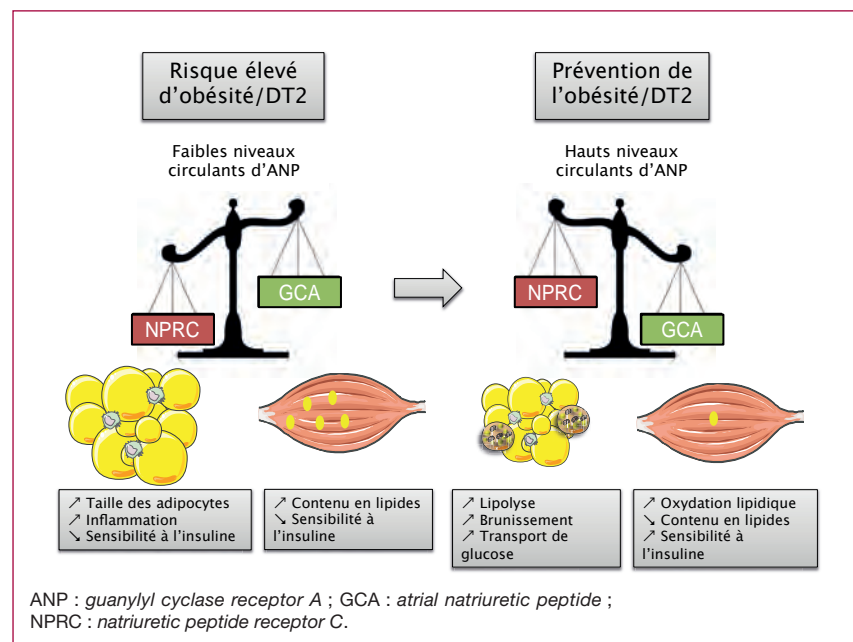 Risque élevé
d'obésité/DT2
Prévention de
l'obésité/DT2
Faibles niveaux
circulants d'ANP
Hauts niveaux
circulants d'ANP
NPRC
GCA
NPRC
GCA
↗ Taille des adipocytes
↗ Inflammation
↘ Sensibilité à l'insuline
↗ Contenu en lipides
↘ Sensibilité à
l'insuline
↗ Lipolyse
↗ Brunissement
↗ Transport de
glucose
↗ Oxydation lipidique
↘ Contenu en lipides
↗ Sensibilité à
l'insuline
ANP : guanylyl cyclase receptor A ; GCA : atrial natriuretic peptide ;
NPRC : natriuretic peptide receptor C.